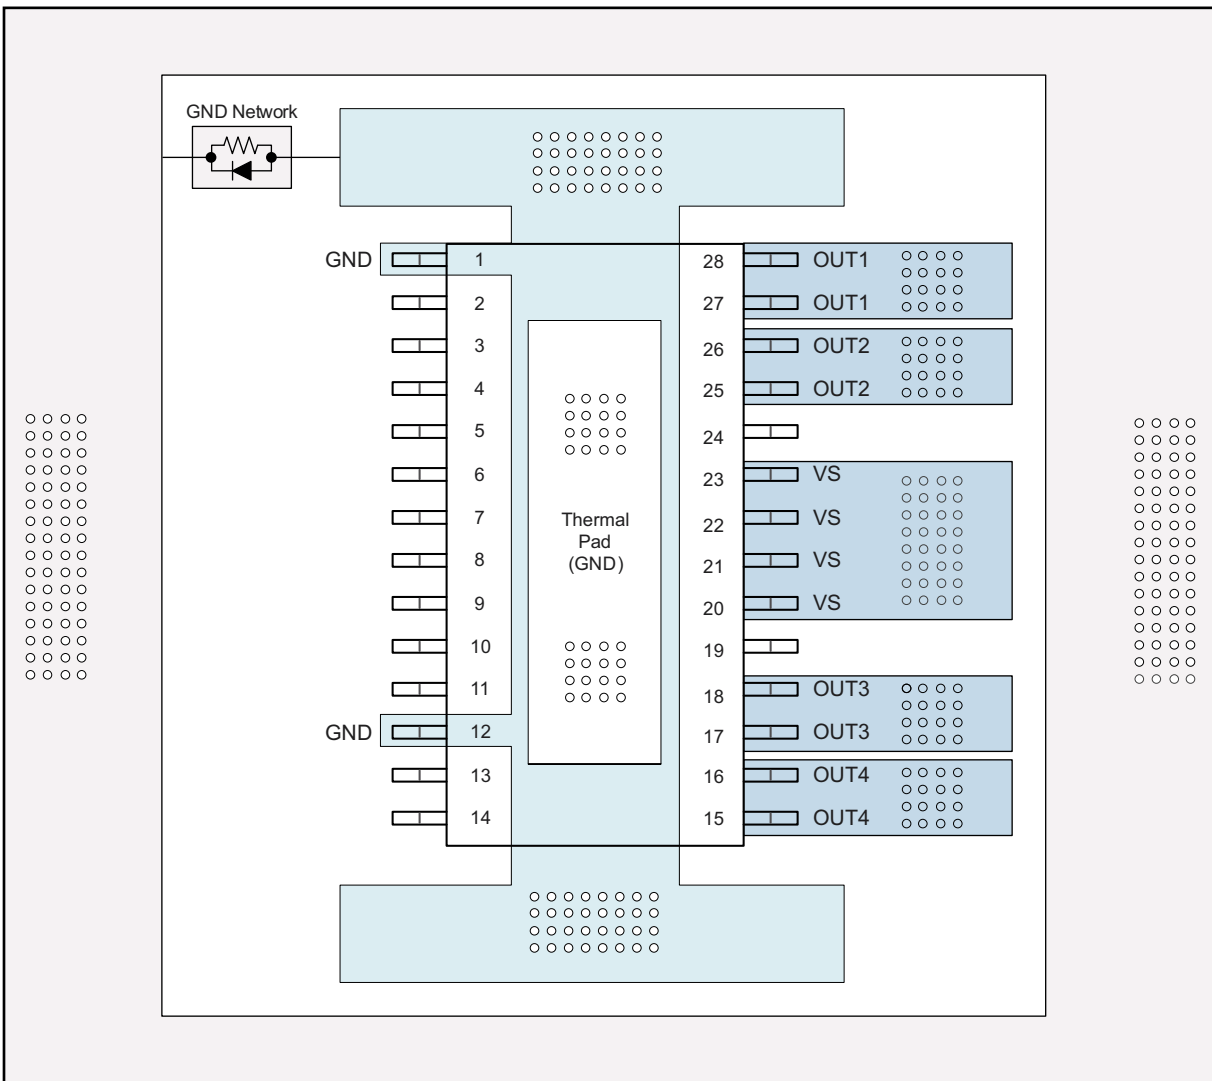 GND Network
GND 1 28 OUT1
2 27 OUT1
3 26 OUT2
4 25 OUT2
5 24
6 23 VS
7 22 VS
8 21 VS
9 20 VS
10 19
11 18 OUT3
GND 12 17 OUT3
13 16 OUT4
14 15 OUT4
Thermal
Pad
(GND)